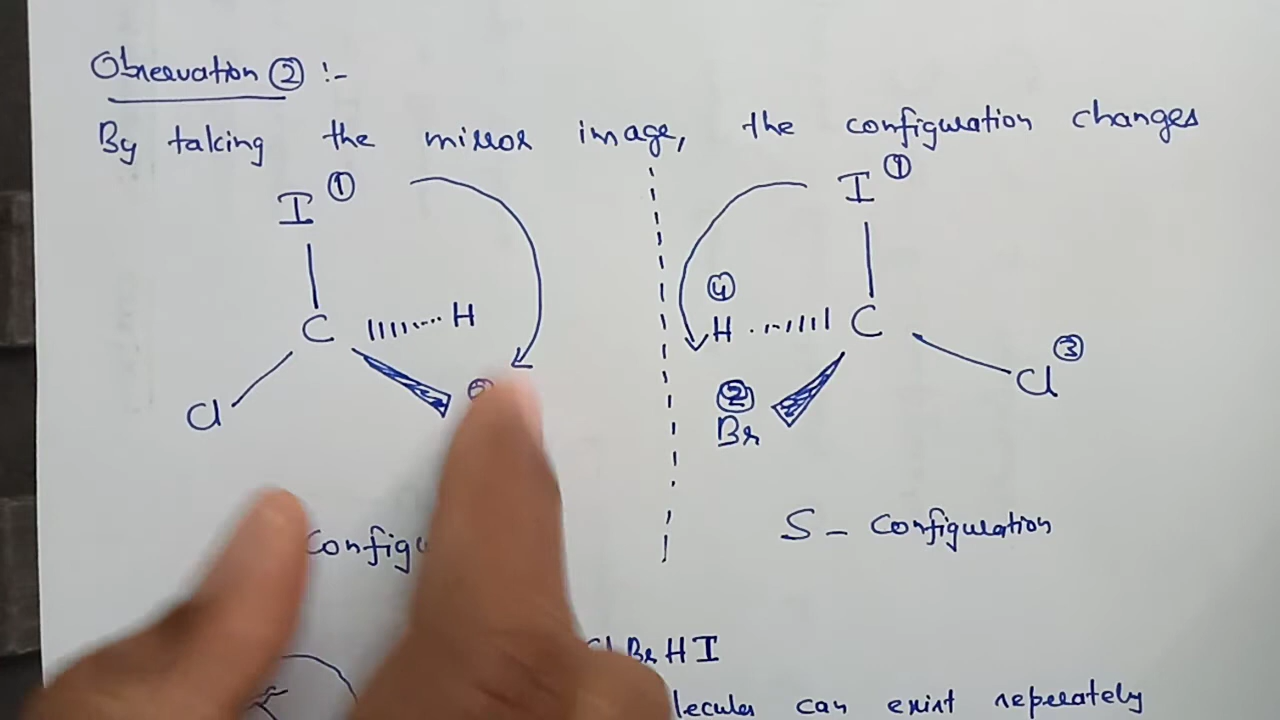 Observation ② :-
By taking the mirror image, the configuration changes
I ① I ①
④
C H H C
③
② ②
Cl Br Cl
S - Configuration
Br H I
can exist seperately